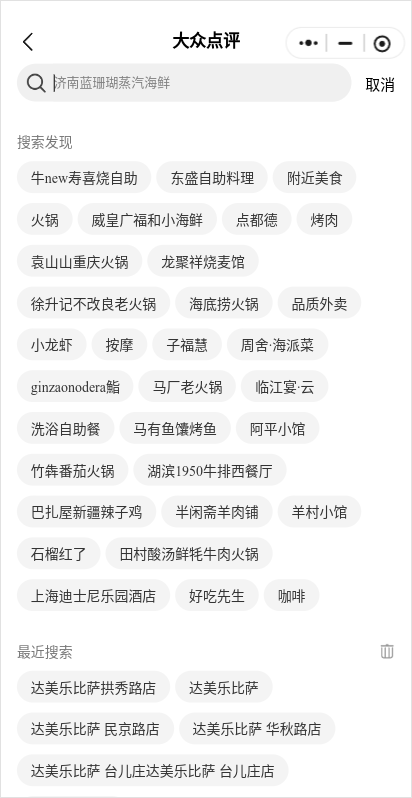 大众点评
济南蓝珊瑚蒸汽海鲜 取消
搜索发现
牛new寿喜烧自助 东盛自助料理 附近美食
火锅 威皇广福和小海鲜 点都德 烤肉
袁山山重庆火锅 龙聚祥烧麦馆
徐升记不改良老火锅 海底捞火锅 品质外卖
小龙虾 按摩 子福慧 周舍·海派菜
ginzaonodera鮨 马厂老火锅 临江宴·云
洗浴自助餐 马有鱼馕烤鱼 阿平小馆
竹犇番茄火锅 湖滨1950牛排西餐厅
巴扎屋新疆辣子鸡 半闲斋羊肉铺 羊村小馆
石榴红了 田村酸汤鲜牦牛肉火锅
上海迪士尼乐园酒店 好吃先生 咖啡
最近搜索
达美乐比萨拱秀路店 达美乐比萨
达美乐比萨 民京路店 达美乐比萨 华秋路店
达美乐比萨 台儿庄达美乐比萨 台儿庄店